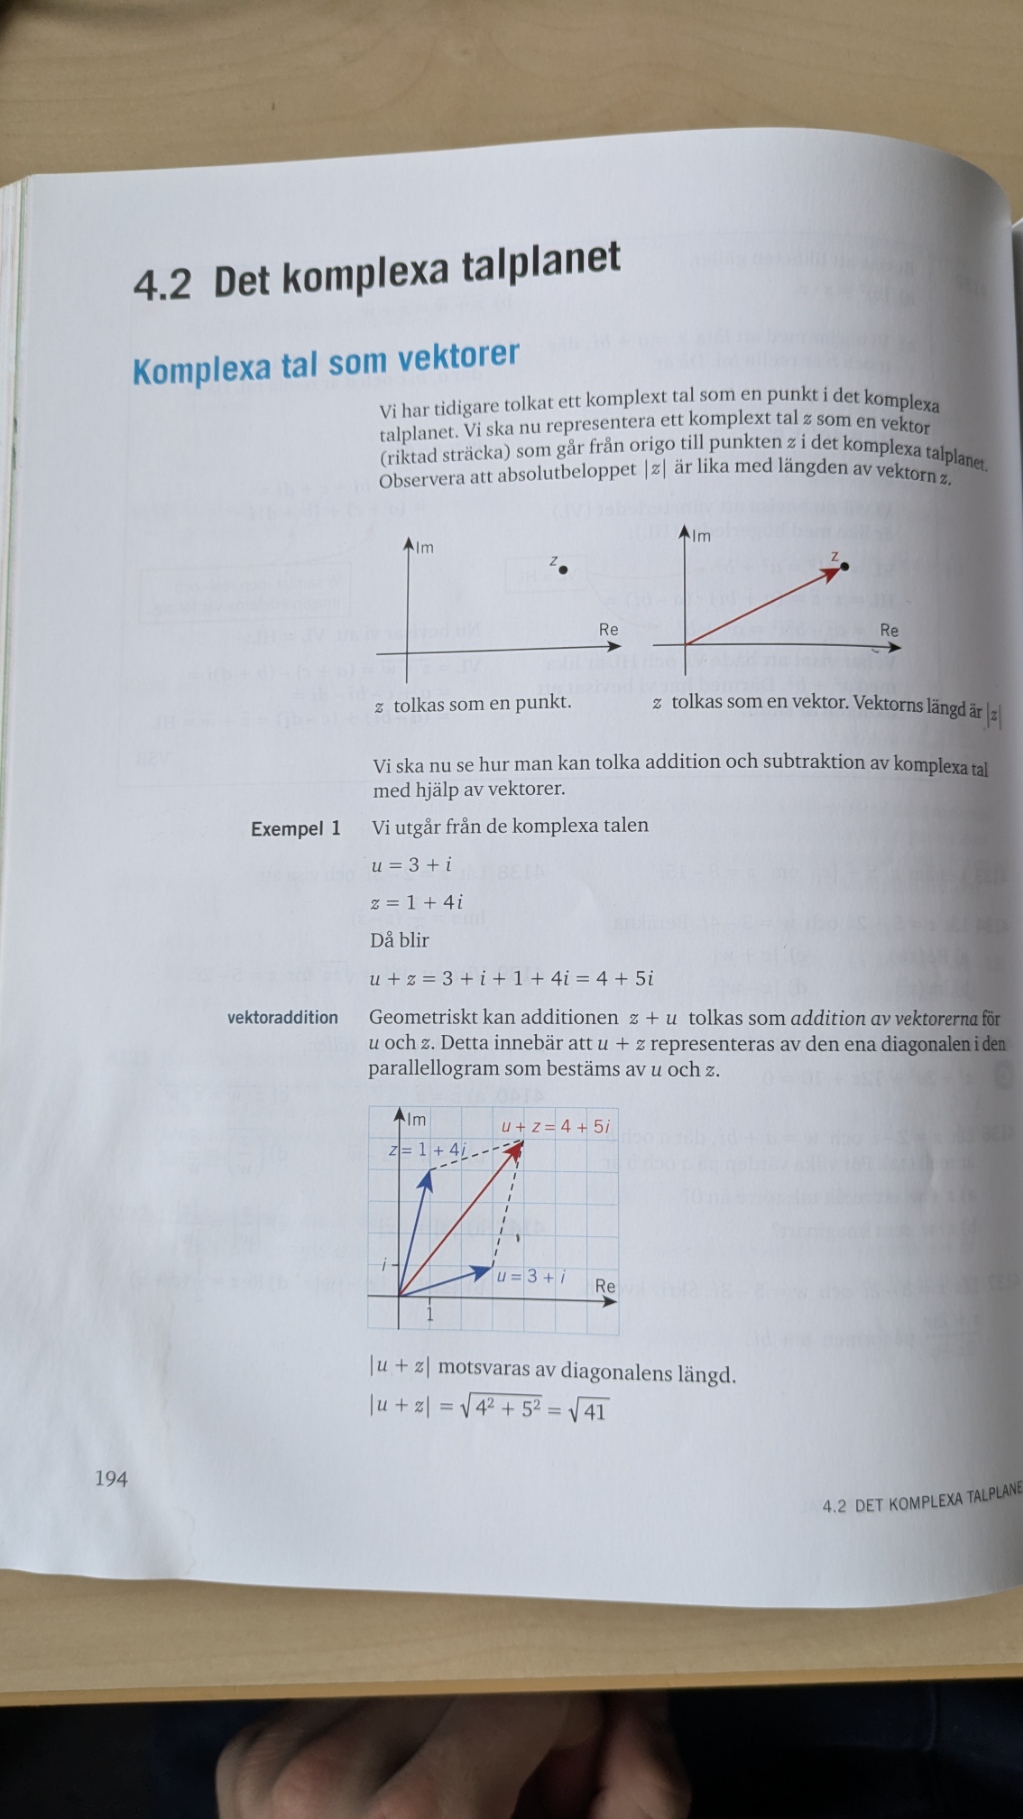 4.2 Det komplexa talplanet
Komplexa tal som vektorer
Vi har tidigare tolkat ett komplext tal som en punkt i det komplexa
talplanet. Vi ska nu representera ett komplext tal z som en vektor
(riktad sträcka) som går från origo till punkten z i det komplexa talplanet.
Observera att absolutbeloppet |z| är lika med längden av vektorn z.
Im
z
Re
Im
z
Re
z tolkas som en punkt.
z tolkas som en vektor. Vektorns längd är |z|
Vi ska nu se hur man kan tolka addition och subtraktion av komplexa tal
med hjälp av vektorer.
Exempel 1 Vi utgår från de komplexa talen
u = 3 + i
z = 1 + 4i
Då blir
u + z = 3 + i + 1 + 4i = 4 + 5i
vektoraddition Geometriskt kan additionen z + u tolkas som addition av vektorerna för
u och z. Detta innebär att u + z representeras av den ena diagonalen i den
parallellogram som bestäms av u och z.
Im
u + z = 4 + 5i
z = 1 + 4i
i
u = 3 + i
Re
1
|u + z| motsvaras av diagonalens längd.
|u + z| = √4² + 5² = √41
194
4.2 DET KOMPLEXA TALPLANE